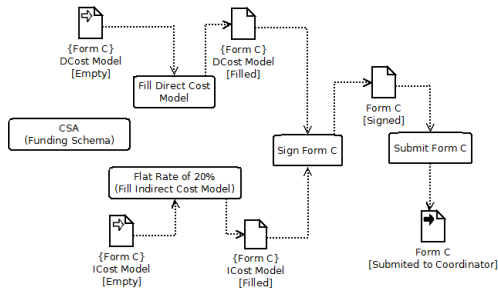 {Form C}
DCost Model
[Empty]
{Form C}
DCost Model
[Filled]
Fill Direct Cost
Model
Form C
[Signed]
CSA
(Funding Schema)
Sign Form C
Submit Form C
Flat Rate of 20%
(Fill Indirect Cost Model)
{Form C}
ICost Model
[Empty]
{Form C}
ICost Model
[Filled]
Form C
[Submited to Coordinator]